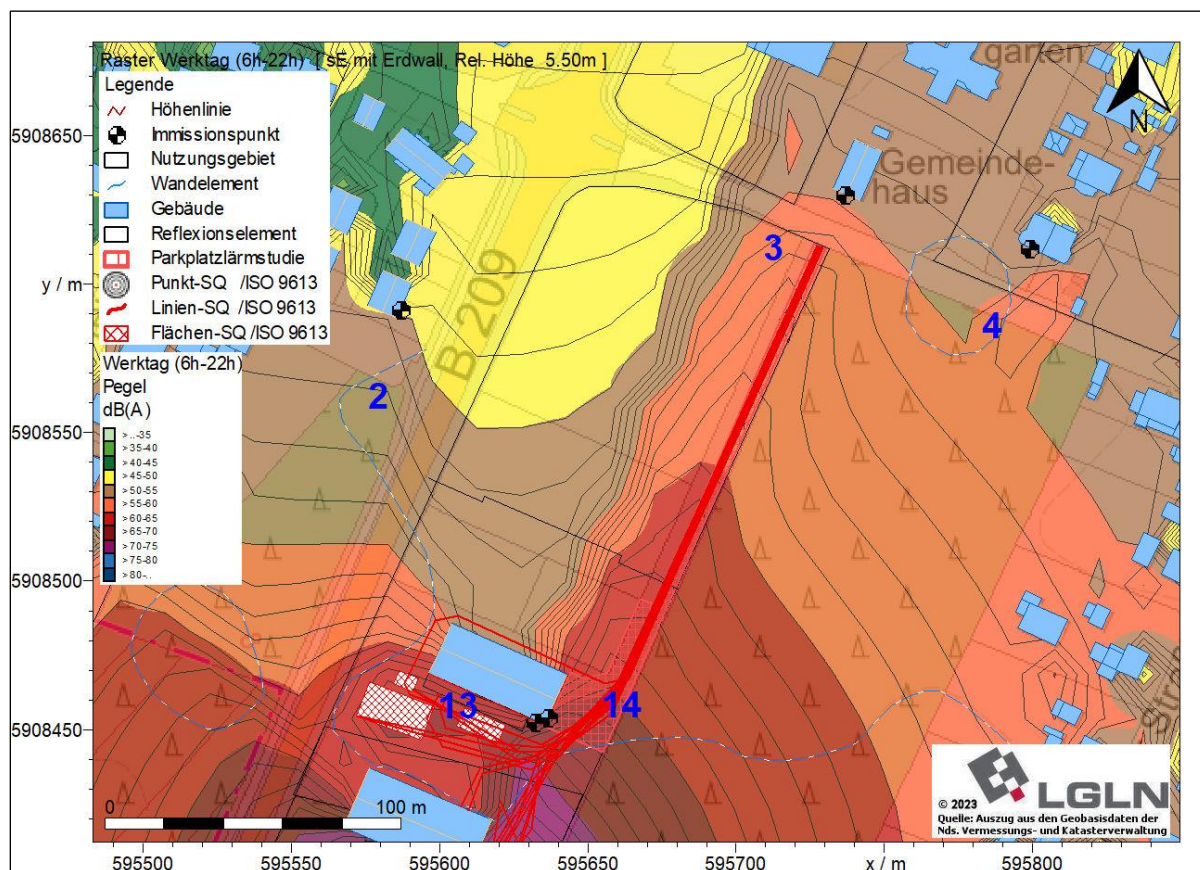 Raster Werktag (6h-22h) [ sE mit Erdwall, Rel. Höhe 5.50m ]
Legende
Höhenlinie
Immissionspunkt
Nutzungsgebiet
Wandelement
Gebäude
Reflexionselement
Parkplatzlärmstudie
Punkt-SQ /ISO 9613
Linien-SQ /ISO 9613
Flächen-SQ /ISO 9613
Werktag (6h-22h)
Pegel
dB(A)
>..-35
>35-40
>40-45
>45-50
>50-55
>55-60
>60-65
>65-70
>70-75
>75-80
>80-..
garten
N
Gemeinde-
haus
B 209
2
3
4
13
14
0
100 m
5908650
y / m
5908550
5908500
5908450
595500
595550
595600
595650
595700
x / m
595800
© 2023
LGLN
Quelle: Auszug aus den Geobasisdaten der
Nds. Vermessungs- und Katasterverwaltung